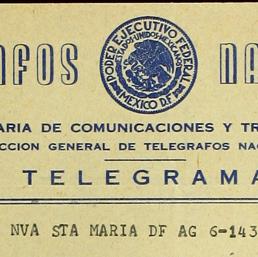 AFOS NA
PODER EJECUTIVO FEDERAL
ESTADOS UNIDOS MEXICANOS
MEXICO D.F.
ARIA DE COMUNICACIONES Y TR
CCION GENERAL DE TELEGRAFOS NAC
TELEGRAMA
NVA STA MARIA DF AG 6-143